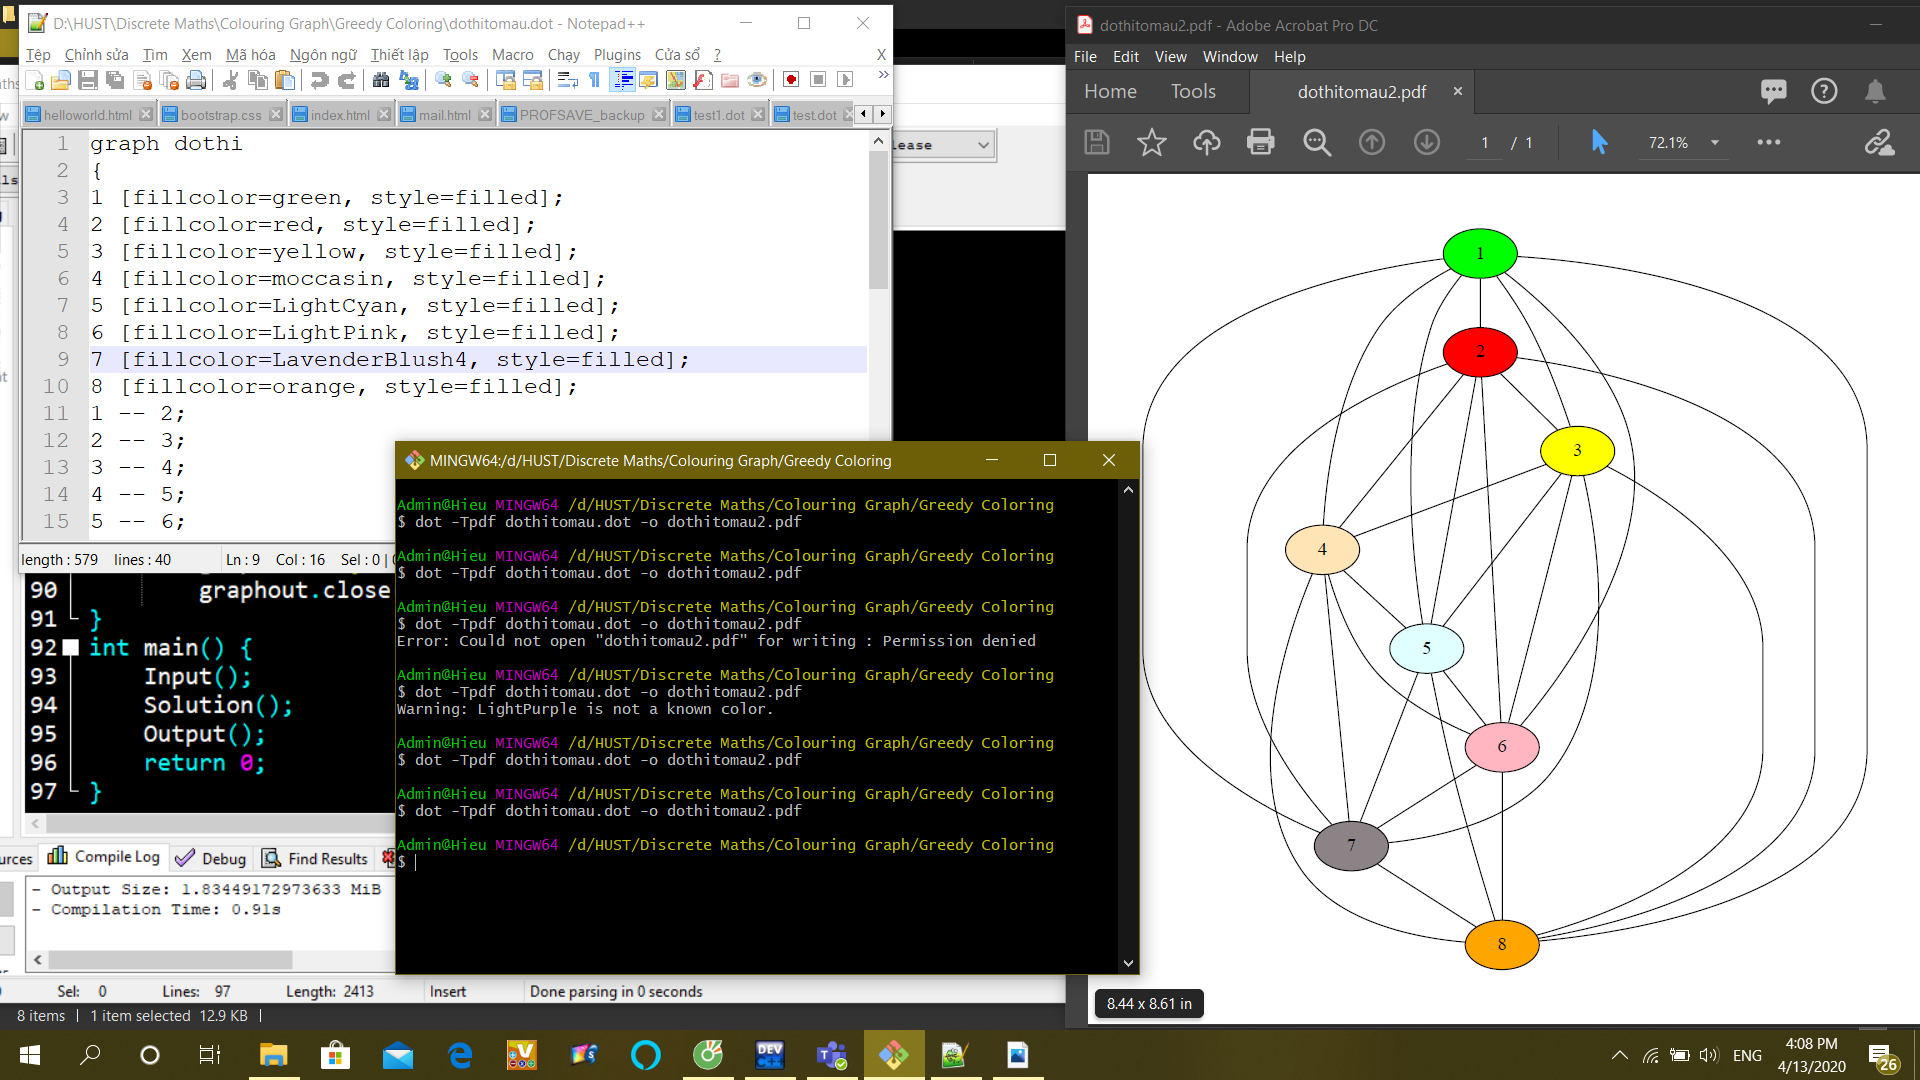 D:\HUST\Discrete Maths\Colouring Graph\Greedy Coloring\dothitomau.dot - Notepad++
Tệp Chỉnh sửa Tìm Xem Mã hóa Ngôn ngữ Thiết lập Tools Macro Chạy Plugins Cửa sổ ? X
helloworld.html bootstrap.css index.html mail.html PROFSAVE_backup test1.dot test.dot
1 graph dothi
2 {
3 1 [fillcolor=green, style=filled];
4 2 [fillcolor=red, style=filled];
5 3 [fillcolor=yellow, style=filled];
6 4 [fillcolor=moccasin, style=filled];
7 5 [fillcolor=LightCyan, style=filled];
8 6 [fillcolor=LightPink, style=filled];
9 7 [fillcolor=LavenderBlush4, style=filled];
10 8 [fillcolor=orange, style=filled];
11 1 -- 2;
12 2 -- 3;
13 3 -- 4;
14 4 -- 5;
15 5 -- 6;
length : 579 lines : 40 Ln : 9 Col : 16 Sel : 0 |
lease
90 graphout.close
91 }
92 int main() {
93 Input();
94 Solution();
95 Output();
96 return 0;
97 }
Compile Log Debug Find Results
- Output Size: 1.83449172973633 MiB
- Compilation Time: 0.91s
Sel: 0 Lines: 97 Length: 2413 Insert Done parsing in 0 seconds
8 items | 1 item selected 12.9 KB |
MINGW64:/d/HUST/Discrete Maths/Colouring Graph/Greedy Coloring
Admin@Hieu MINGW64 /d/HUST/Discrete Maths/Colouring Graph/Greedy Coloring
$ dot -Tpdf dothitomau.dot -o dothitomau2.pdf
Admin@Hieu MINGW64 /d/HUST/Discrete Maths/Colouring Graph/Greedy Coloring
$ dot -Tpdf dothitomau.dot -o dothitomau2.pdf
Admin@Hieu MINGW64 /d/HUST/Discrete Maths/Colouring Graph/Greedy Coloring
$ dot -Tpdf dothitomau.dot -o dothitomau2.pdf
Error: Could not open "dothitomau2.pdf" for writing : Permission denied
Admin@Hieu MINGW64 /d/HUST/Discrete Maths/Colouring Graph/Greedy Coloring
$ dot -Tpdf dothitomau.dot -o dothitomau2.pdf
Warning: LightPurple is not a known color.
Admin@Hieu MINGW64 /d/HUST/Discrete Maths/Colouring Graph/Greedy Coloring
$ dot -Tpdf dothitomau.dot -o dothitomau2.pdf
Admin@Hieu MINGW64 /d/HUST/Discrete Maths/Colouring Graph/Greedy Coloring
$ dot -Tpdf dothitomau.dot -o dothitomau2.pdf
Admin@Hieu MINGW64 /d/HUST/Discrete Maths/Colouring Graph/Greedy Coloring
$
dothitomau2.pdf - Adobe Acrobat Pro DC
File Edit View Window Help
Home Tools dothitomau2.pdf
1 / 1 72.1%
1
2
3
4
5
6
7
8
8.44 x 8.61 in
DEV C++
ENG
4:08 PM
4/13/2020
26